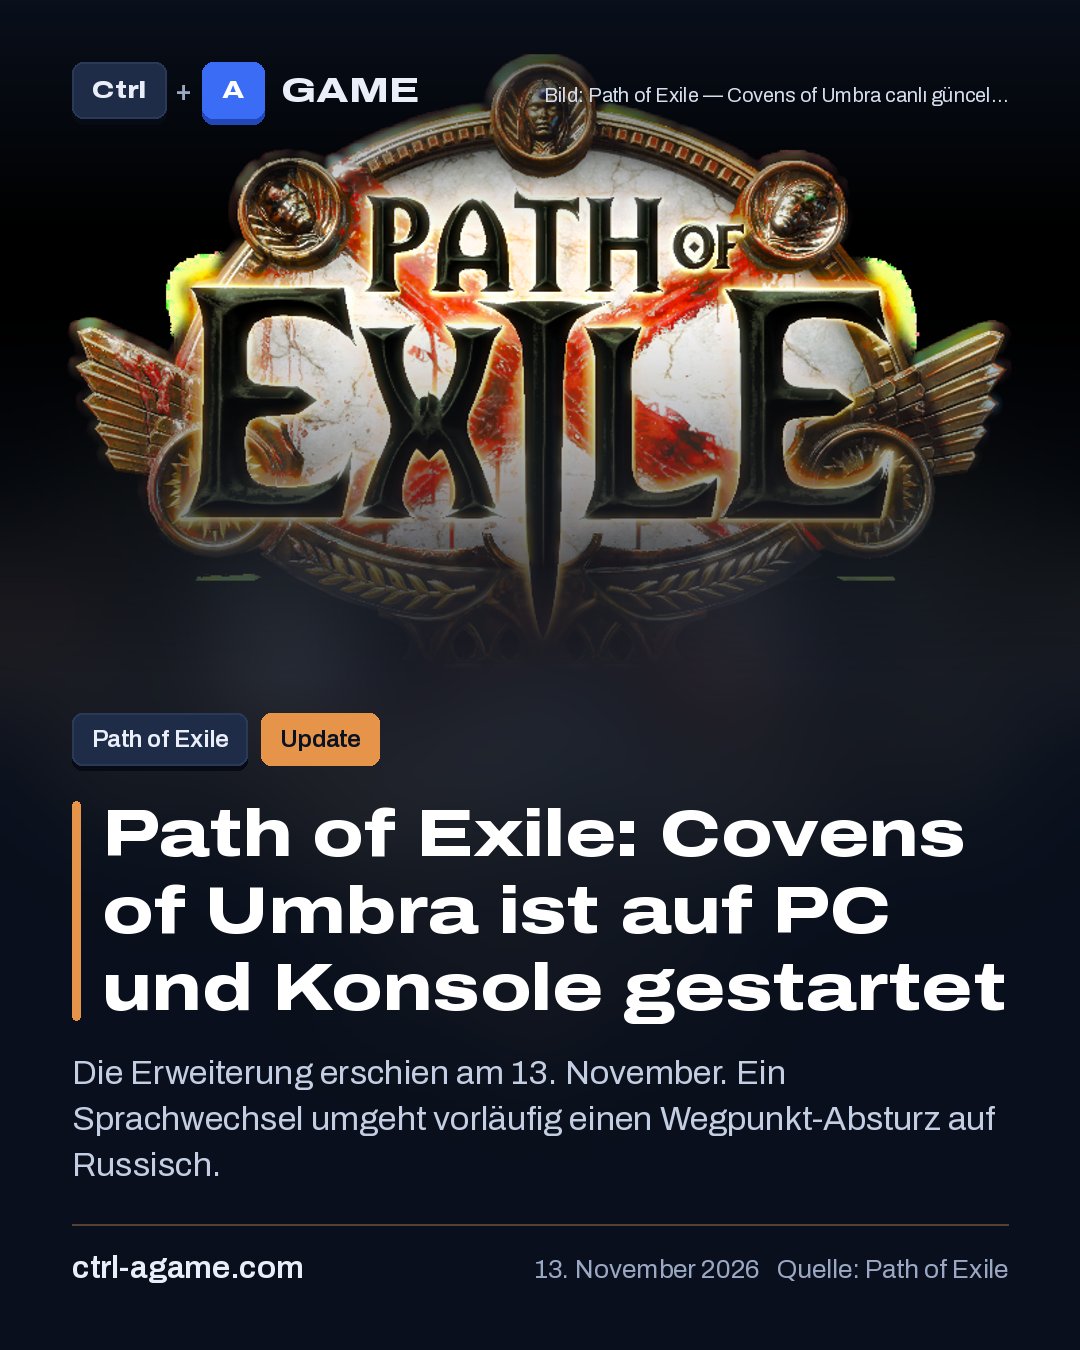 Ctrl + A GAME
Bild: Path of Exile — Covens of Umbra canlı güncel...
PATH OF
EXILE
Path of Exile
Update
Path of Exile: Covens
of Umbra ist auf PC
und Konsole gestartet
Die Erweiterung erschien am 13. November. Ein
Sprachwechsel umgeht vorläufig einen Wegpunkt-Absturz auf
Russisch.
ctrl-agame.com
13. November 2026 Quelle: Path of Exile